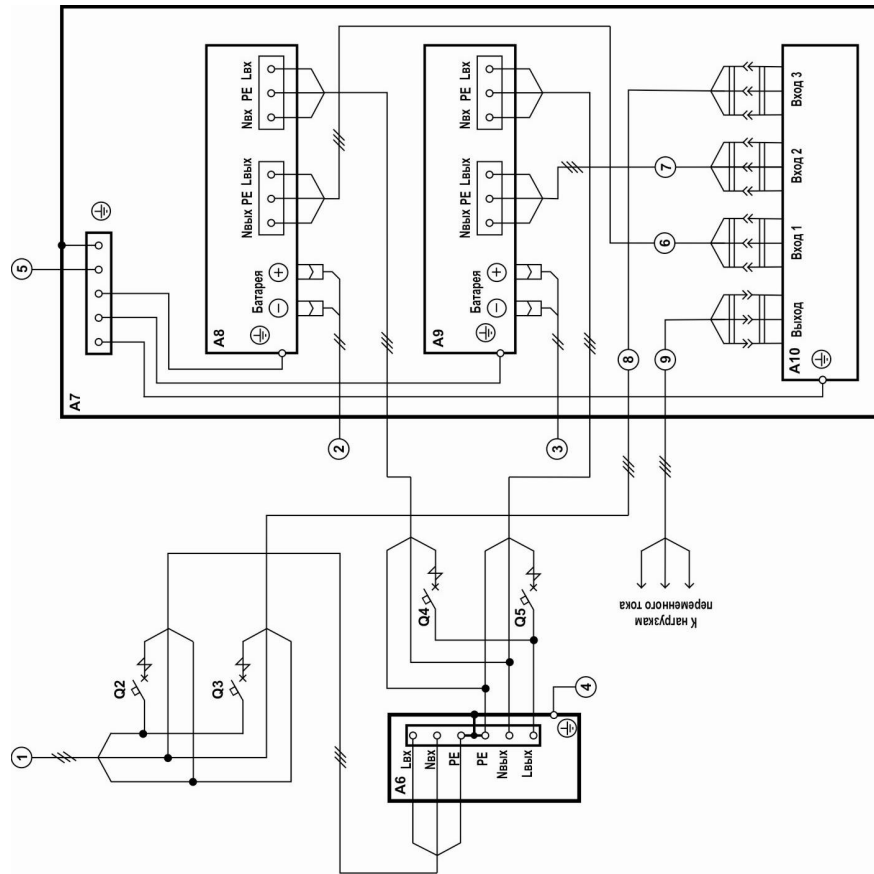 5
A7
A8
Батарея
−
+
Nвых PE Lвых
Nвх PE Lвх
A9
Батарея
−
+
Nвых PE Lвых
Nвх PE Lвх
A10
Выход
Вход 1
Вход 2
Вход 3
2
3
6
7
8
9
1
Q2
Q3
Q4
Q5
A6
Lвх
Nвх
PE
PE
Nвых
Lвых
4
К нагрузкам
переменного тока